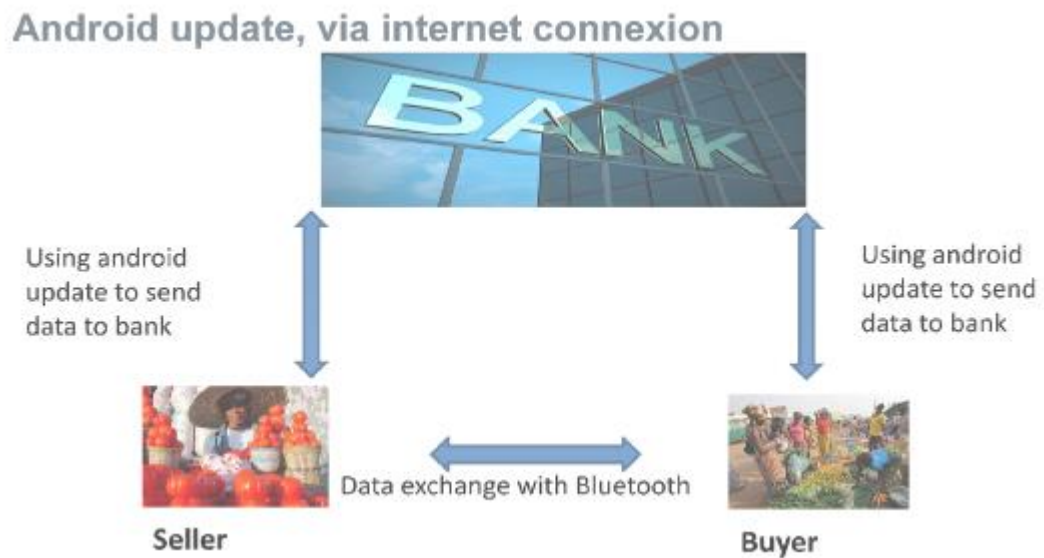 Android update, via internet connexion
BANK
Using android
update to send
data to bank
Using android
update to send
data to bank
Data exchange with Bluetooth
Seller
Buyer